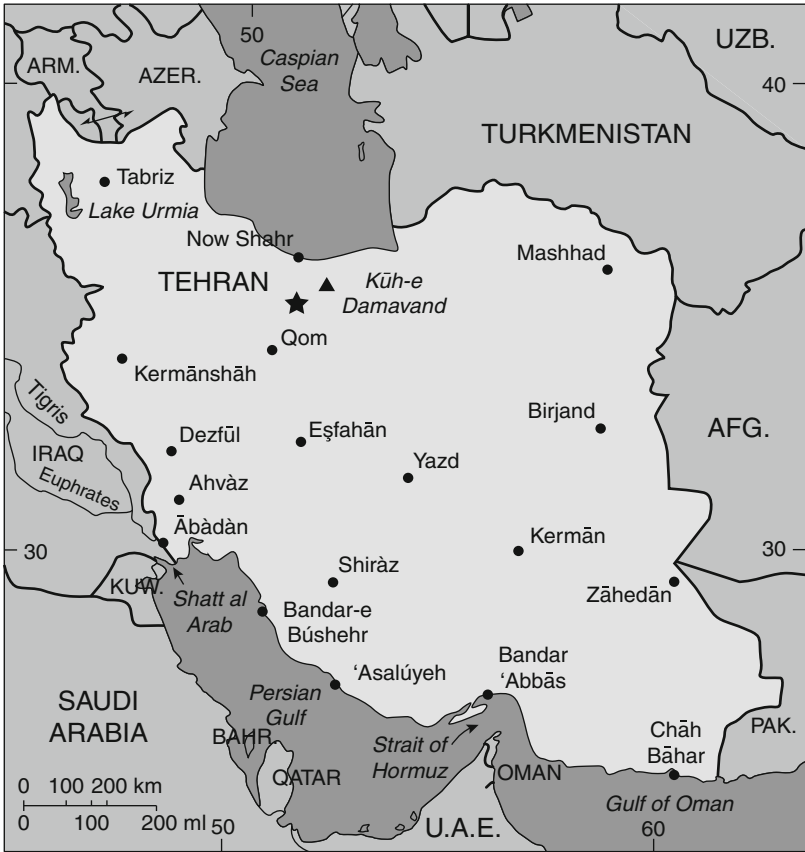 50
UZB.
Caspian
Sea
ARM.
AZER.
40
TURKMENISTAN
Tabriz
Lake Urmia
Now Shahr
Mashhad
TEHRAN
Kūh-e
Damavand
Qom
Kermānshāh
Tigris
Birjand
AFG.
Dezfūl
Eşfahān
IRAQ
Yazd
Euphrates
Ahvàz
Ābàdàn
Kermān
30
30
KUW.
Shiràz
Zāhedān
Shatt al
Arab
Bandar-e
Búshehr
'Asalúyeh
Bandar
'Abbās
SAUDI
ARABIA
Persian
Gulf
BAHR.
Strait of
Hormuz
Chāh
Bāhar
PAK.
QATAR
OMAN
0 100 200 km
Gulf of Oman
0 100 200 ml
50
U.A.E.
60